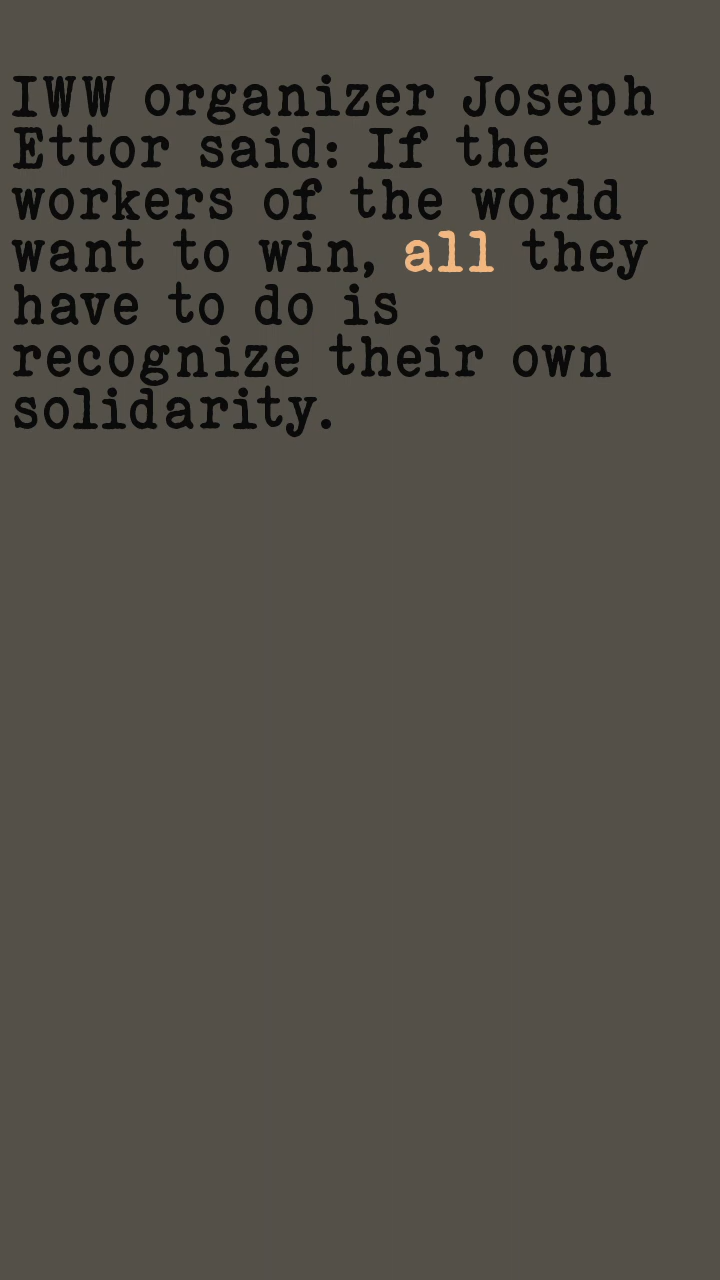 IWW organizer Joseph
Ettor said: If the
workers of the world
want to win, all they
have to do is
recognize their own
solidarity.